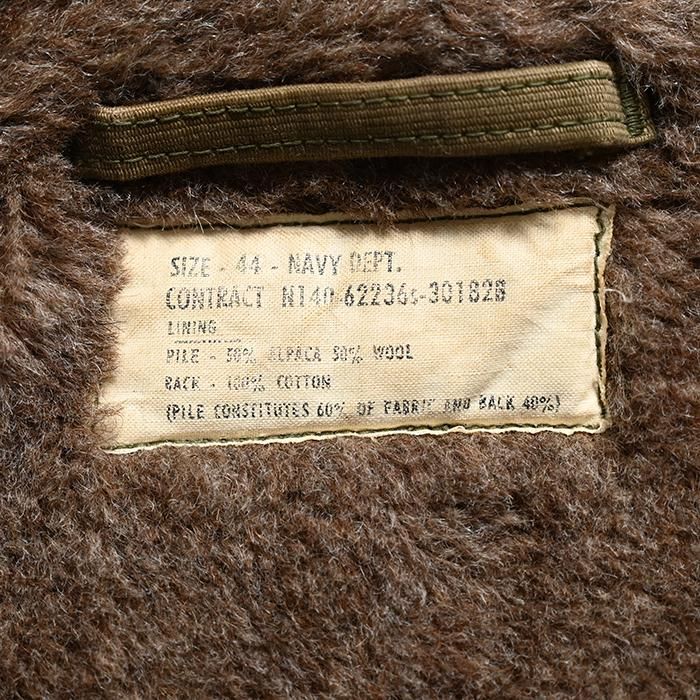 SIZE - 44 - NAVY DEPT.
CONTRACT N140-62236s-30182B
LINING
PILE - 50% ALPACA 50% WOOL
BACK - 100% COTTON
(PILE CONSTITUTES 60% OF FABRIC AND BACK 40%)